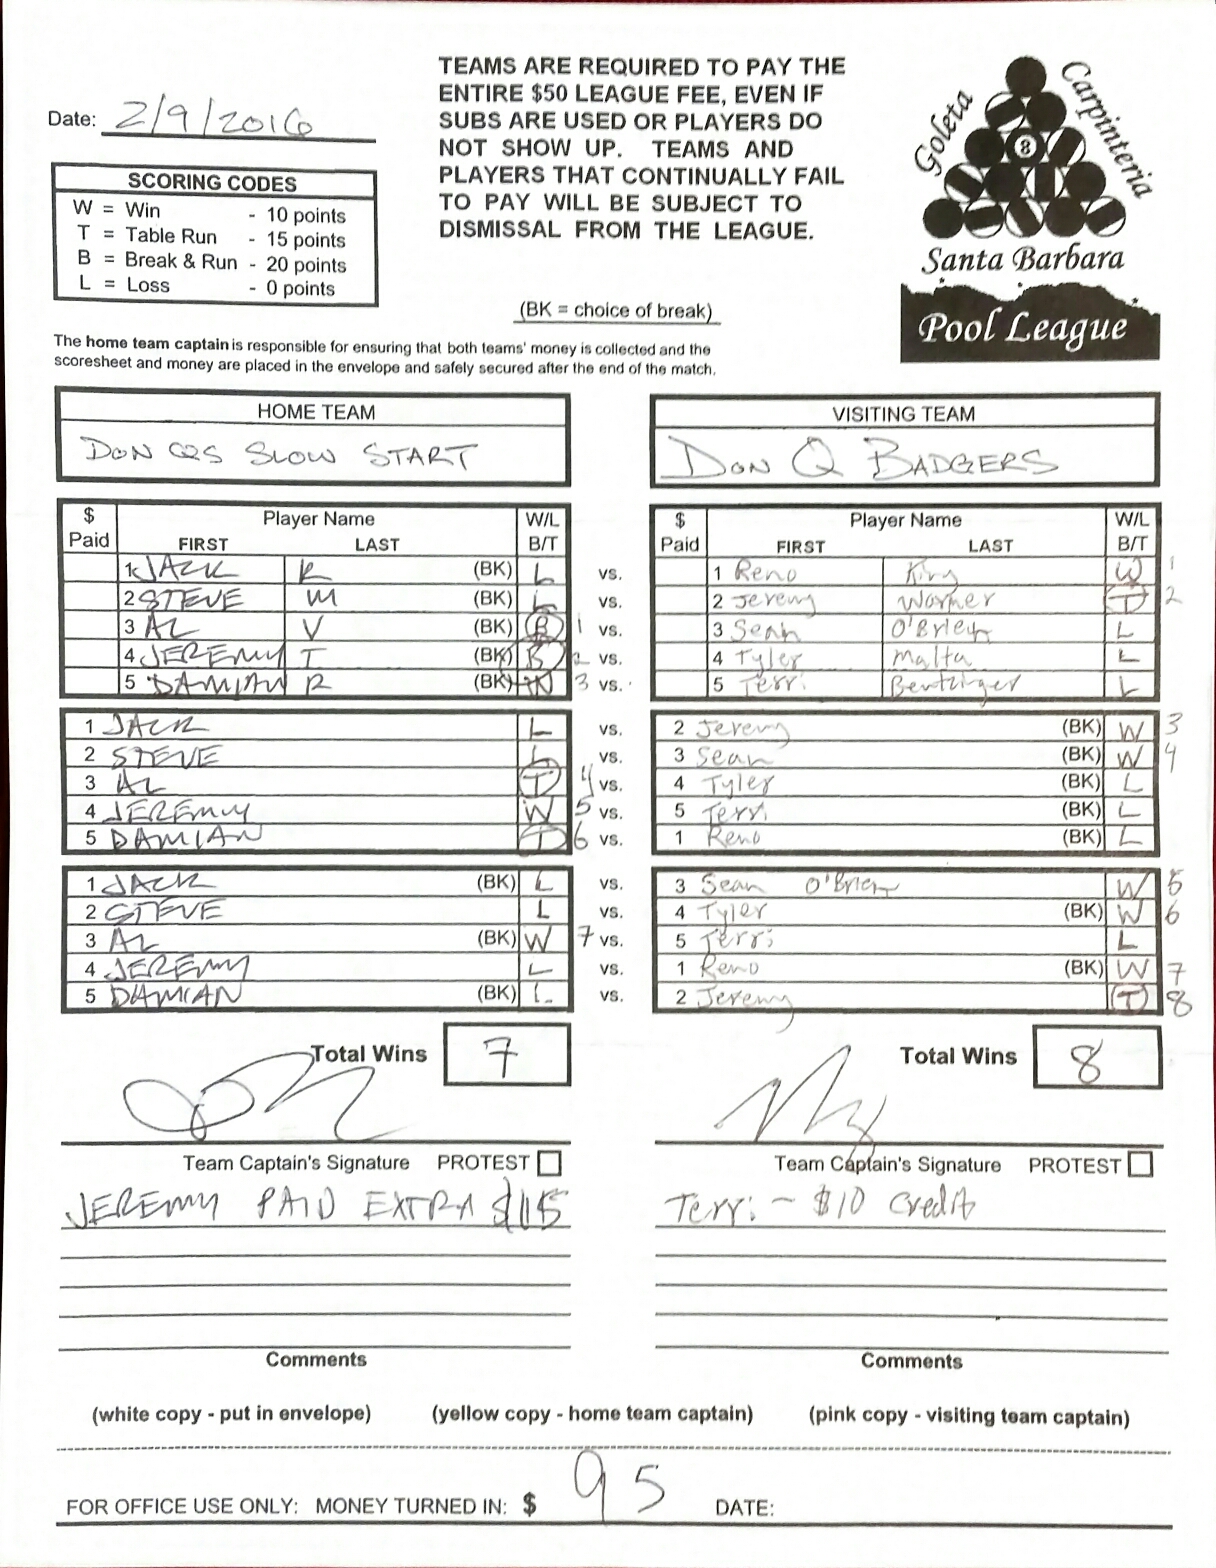 Date: 2/9/2016
TEAMS ARE REQUIRED TO PAY THE
ENTIRE $50 LEAGUE FEE, EVEN IF
SUBS ARE USED OR PLAYERS DO
NOT SHOW UP. TEAMS AND
PLAYERS THAT CONTINUALLY FAIL
TO PAY WILL BE SUBJECT TO
DISMISSAL FROM THE LEAGUE.
Goleta
Carpinteria
8
Santa Barbara
Pool League
SCORING CODES
W = Win - 10 points
T = Table Run - 15 points
B = Break & Run - 20 points
L = Loss - 0 points
(BK = choice of break)
The home team captain is responsible for ensuring that both teams' money is collected and the
scoresheet and money are placed in the envelope and safely secured after the end of the match.
HOME TEAM VISITING TEAM
DON QS SLOW START DON Q BADGERS
$ Paid Player Name FIRST LAST W/L B/T $ Paid Player Name FIRST LAST W/L B/T
1 JACK R (BK) L vs. 1 Reno King W 1
2 STEVE M (BK) L vs. 2 Jeremy Warner T 2
3 AL V (BK) B 1 vs. 3 Sean O'Brien L
4 JEREMY T (BK) B 2 vs. 4 Tyler Malta L
5 DAMIAN R (BK) W 3 vs. 5 Terri Bentzinger L
1 JACK L vs. 2 Jeremy (BK) W 3
2 STEVE L vs. 3 Sean (BK) W 4
3 AL T 4 vs. 4 Tyler (BK) L
4 JEREMY W 5 vs. 5 Terri (BK) L
5 DAMIAN T 6 vs. 1 Reno (BK) L
1 JACK (BK) L vs. 3 Sean O'Brien W 5
2 STEVE L vs. 4 Tyler (BK) W 6
3 AL (BK) W 7 vs. 5 Terri L
4 JEREMY L vs. 1 Reno (BK) W 7
5 DAMIAN (BK) L vs. 2 Jeremy T 8
Total Wins 7 Total Wins 8
Team Captain's Signature PROTEST Team Captain's Signature PROTEST
JEREMY PAID EXTRA Terri - $10 credit
Comments Comments
(white copy - put in envelope) (yellow copy - home team captain) (pink copy - visiting team captain)
FOR OFFICE USE ONLY: MONEY TURNED IN: $ 95 DATE: